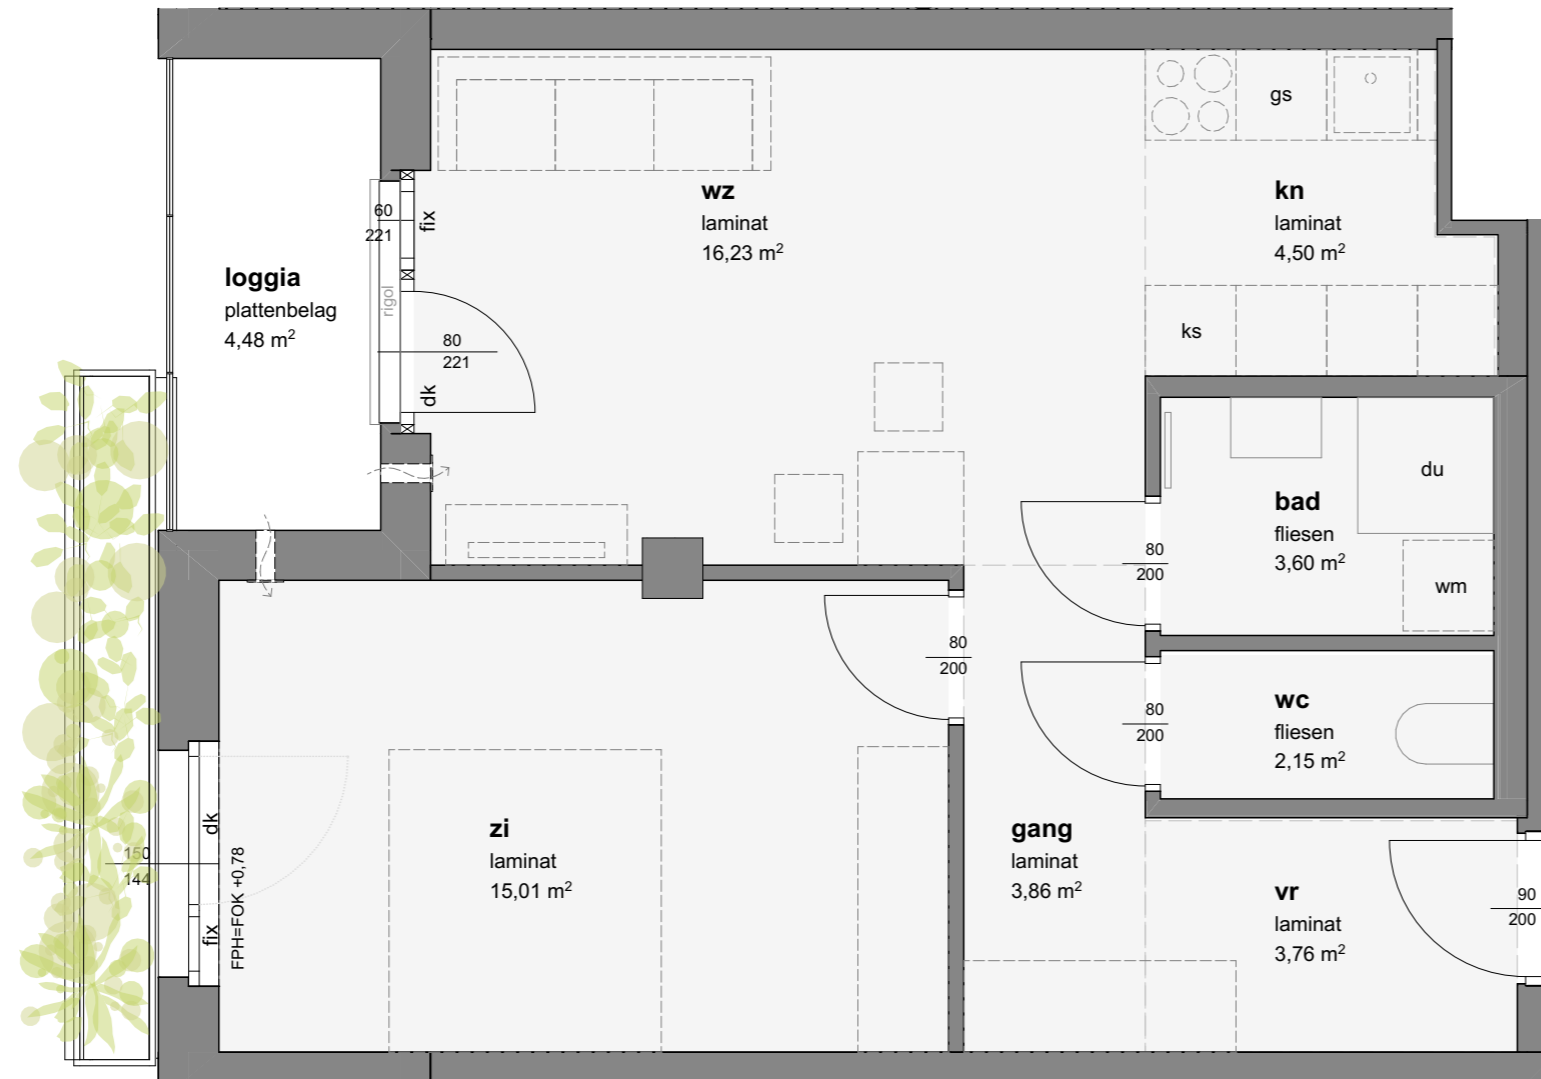 gs
wz
laminat
16,23 m²
kn
laminat
4,50 m²
60
221
fix
loggia
plattenbelag
4,48 m²
rigol
80
221
dk
ks
bad
fliesen
3,60 m²
du
wm
80
200
80
200
wc
fliesen
2,15 m²
80
200
zi
laminat
15,01 m²
gang
laminat
3,86 m²
vr
laminat
3,76 m²
90
200
150
144
dk
fix
FPH=FOK +0,78